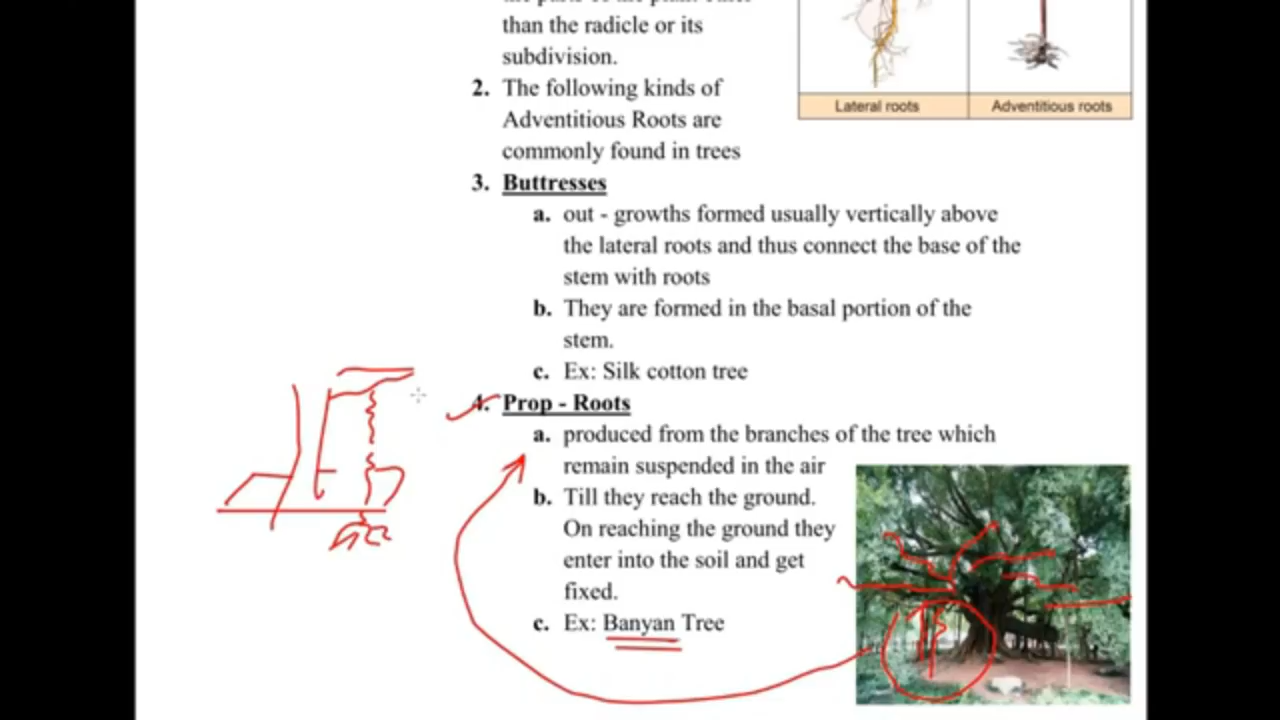 than the radicle or its
subdivision.
2. The following kinds of
Adventitious Roots are
commonly found in trees
Lateral roots
Adventitious roots
3. Buttresses
a. out - growths formed usually vertically above
the lateral roots and thus connect the base of the
stem with roots
b. They are formed in the basal portion of the
stem.
c. Ex: Silk cotton tree
4. Prop - Roots
a. produced from the branches of the tree which
remain suspended in the air
b. Till they reach the ground.
On reaching the ground they
enter into the soil and get
fixed.
c. Ex: Banyan Tree